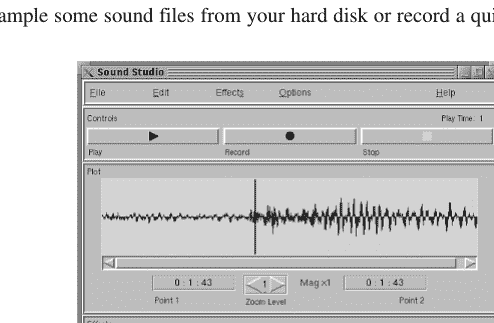 ample some sound files from your hard disk or record a qui
Sound Studio
File Edit Effects Options Help
Controls Play Time. 1
Play Record Stop
Plot
0 : 1 : 43 1 Mag x1 0 : 1 : 43
Point 1 Zoom Level Point 2